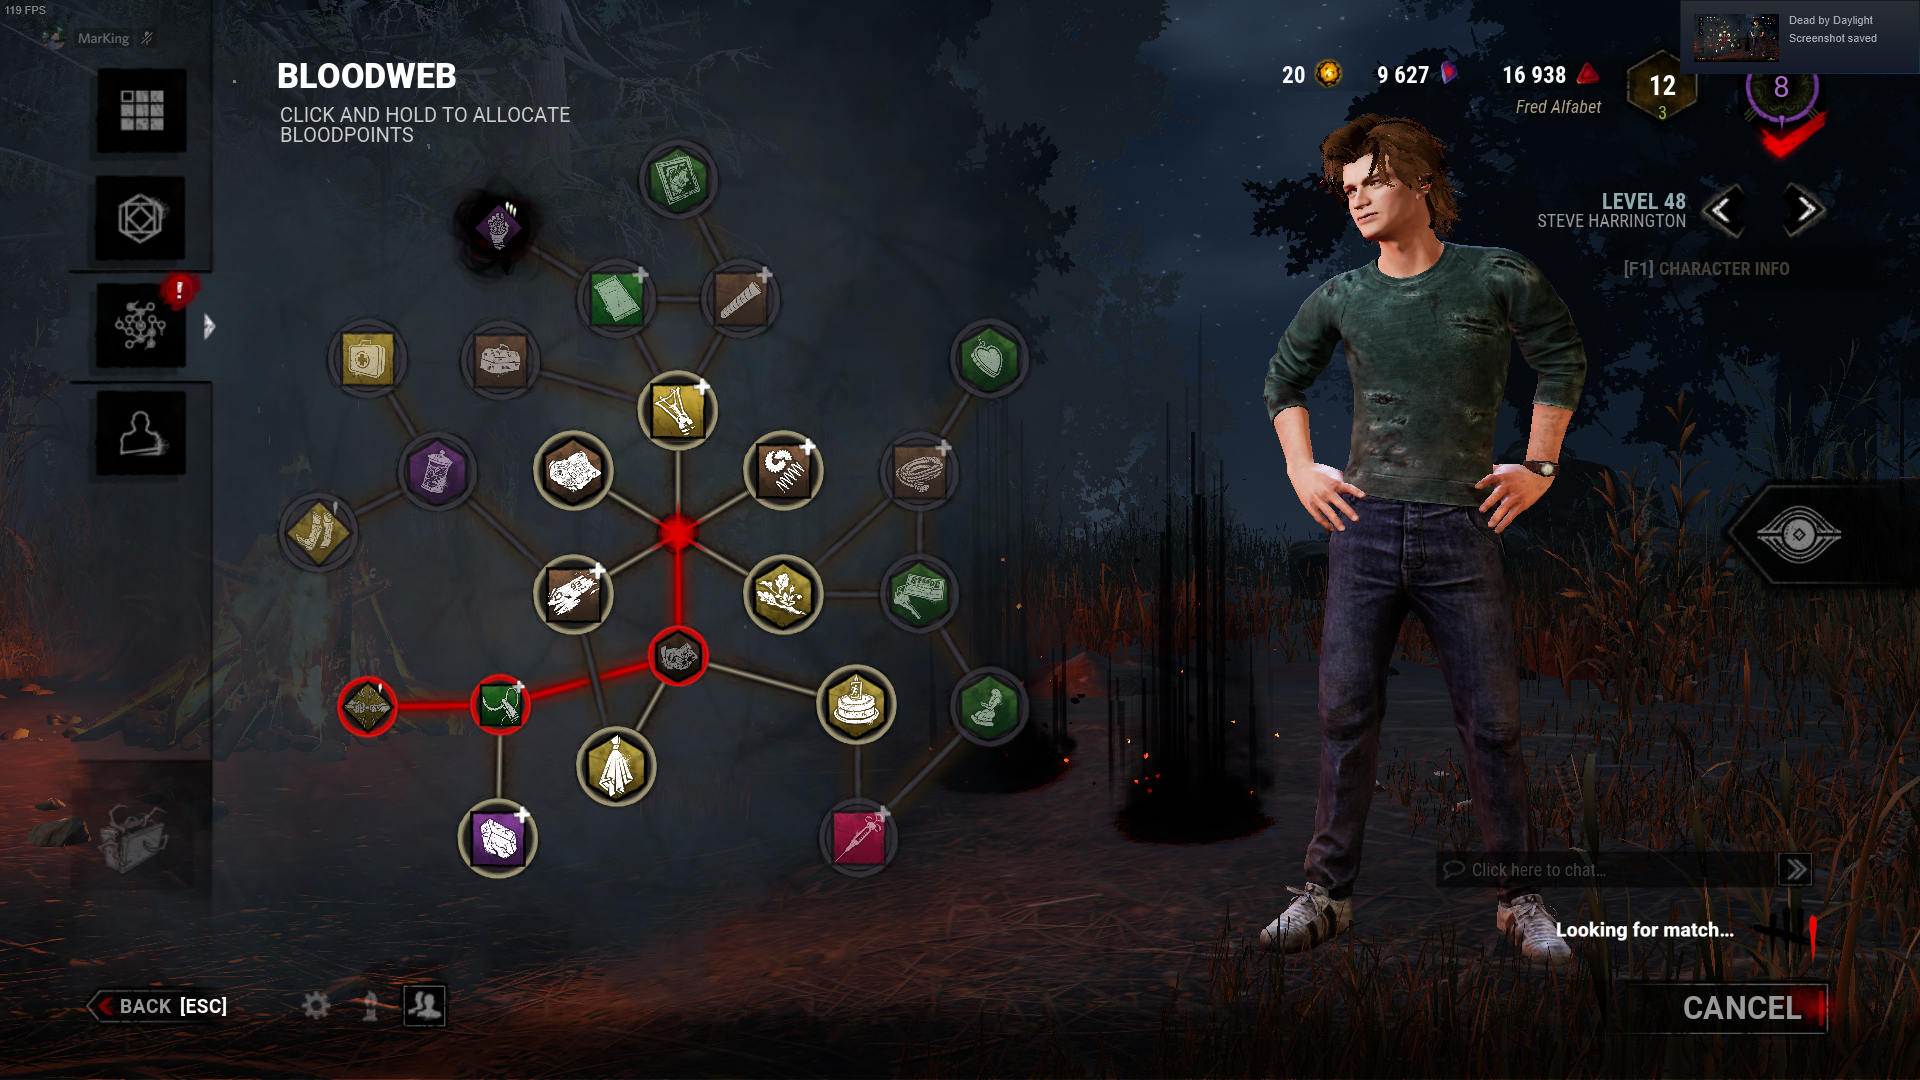 119 FPS
MarKing
BLOODWEB
CLICK AND HOLD TO ALLOCATE
BLOODPOINTS
20
9 627
16 938
Fred Alfabet
12
3
8
Dead by Daylight
Screenshot saved
LEVEL 48
STEVE HARRINGTON
[F1] CHARACTER INFO
Click here to chat...
Looking for match...
BACK [ESC]
CANCEL